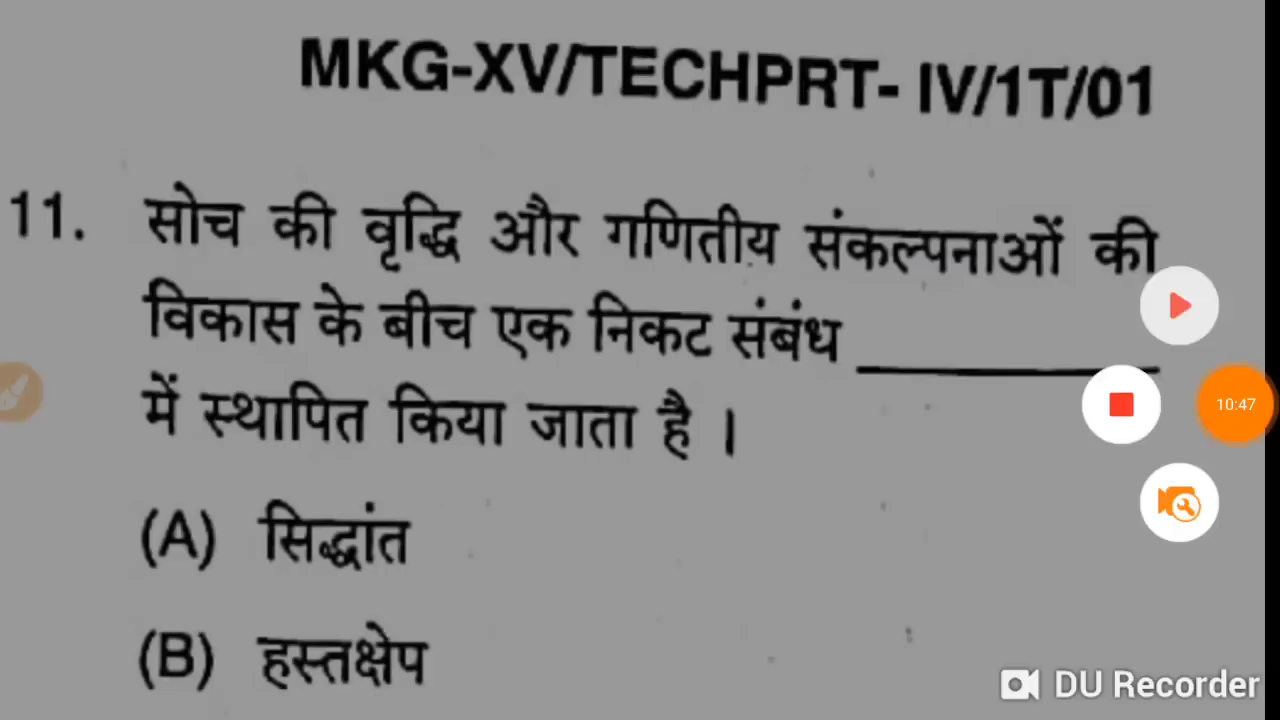 MKG-XV/TECHPRT- IV/1T/01
11. सोच की वृद्धि और गणितीय संकल्पनाओं की
विकास के बीच एक निकट संबंध __________
में स्थापित किया जाता है ।
10:47
(A) सिद्धांत
(B) हस्तक्षेप
DU Recorder